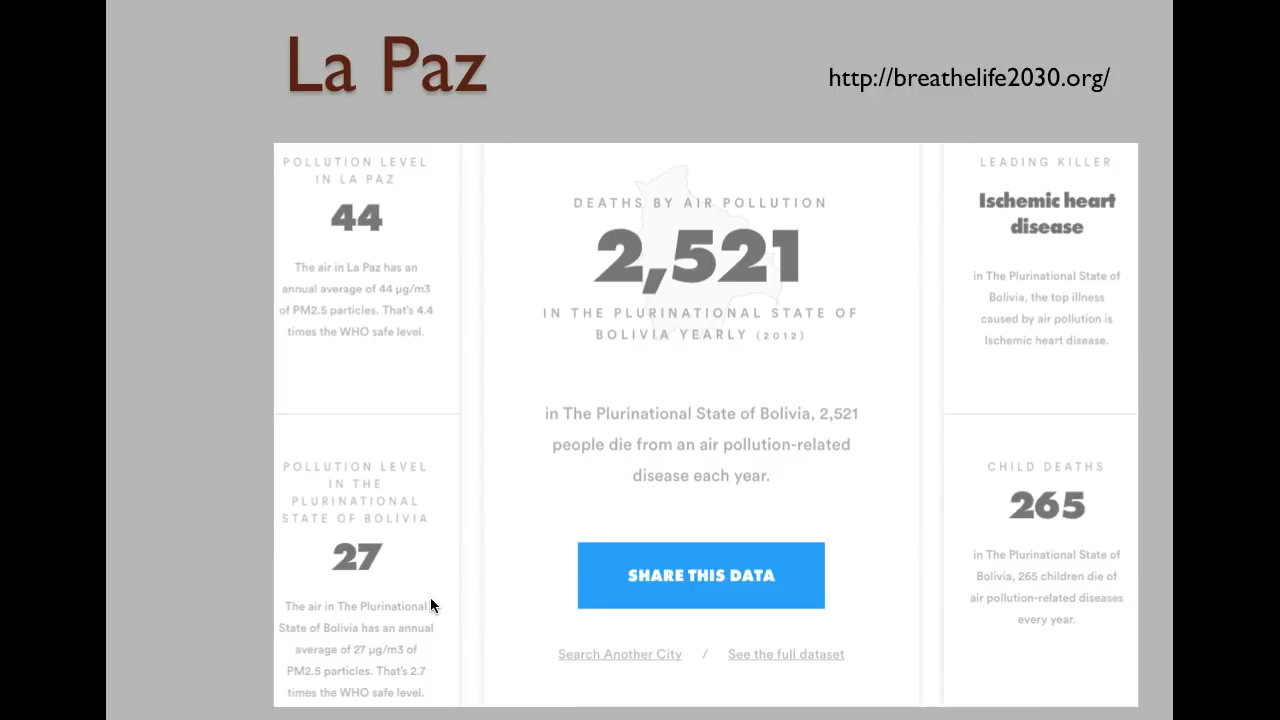 La Paz
http://breathelife2030.org/
POLLUTION LEVEL
IN LA PAZ
44
The air in La Paz has an
annual average of 44 µg/m3
of PM2.5 particles. That's 4.4
times the WHO safe level.
POLLUTION LEVEL
IN THE
PLURINATIONAL
STATE OF BOLIVIA
27
The air in The Plurinational
State of Bolivia has an annual
average of 27 µg/m3 of
PM2.5 particles. That's 2.7
times the WHO safe level.
DEATHS BY AIR POLLUTION
2,521
IN THE PLURINATIONAL STATE OF
BOLIVIA YEARLY (2012)
in The Plurinational State of Bolivia, 2,521
people die from an air pollution-related
disease each year.
SHARE THIS DATA
Search Another City / See the full dataset
LEADING KILLER
Ischemic heart
disease
in The Plurinational State of
Bolivia, the top illness
caused by air pollution is
Ischemic heart disease.
CHILD DEATHS
265
in The Plurinational State of
Bolivia, 265 children die of
air pollution-related diseases
every year.